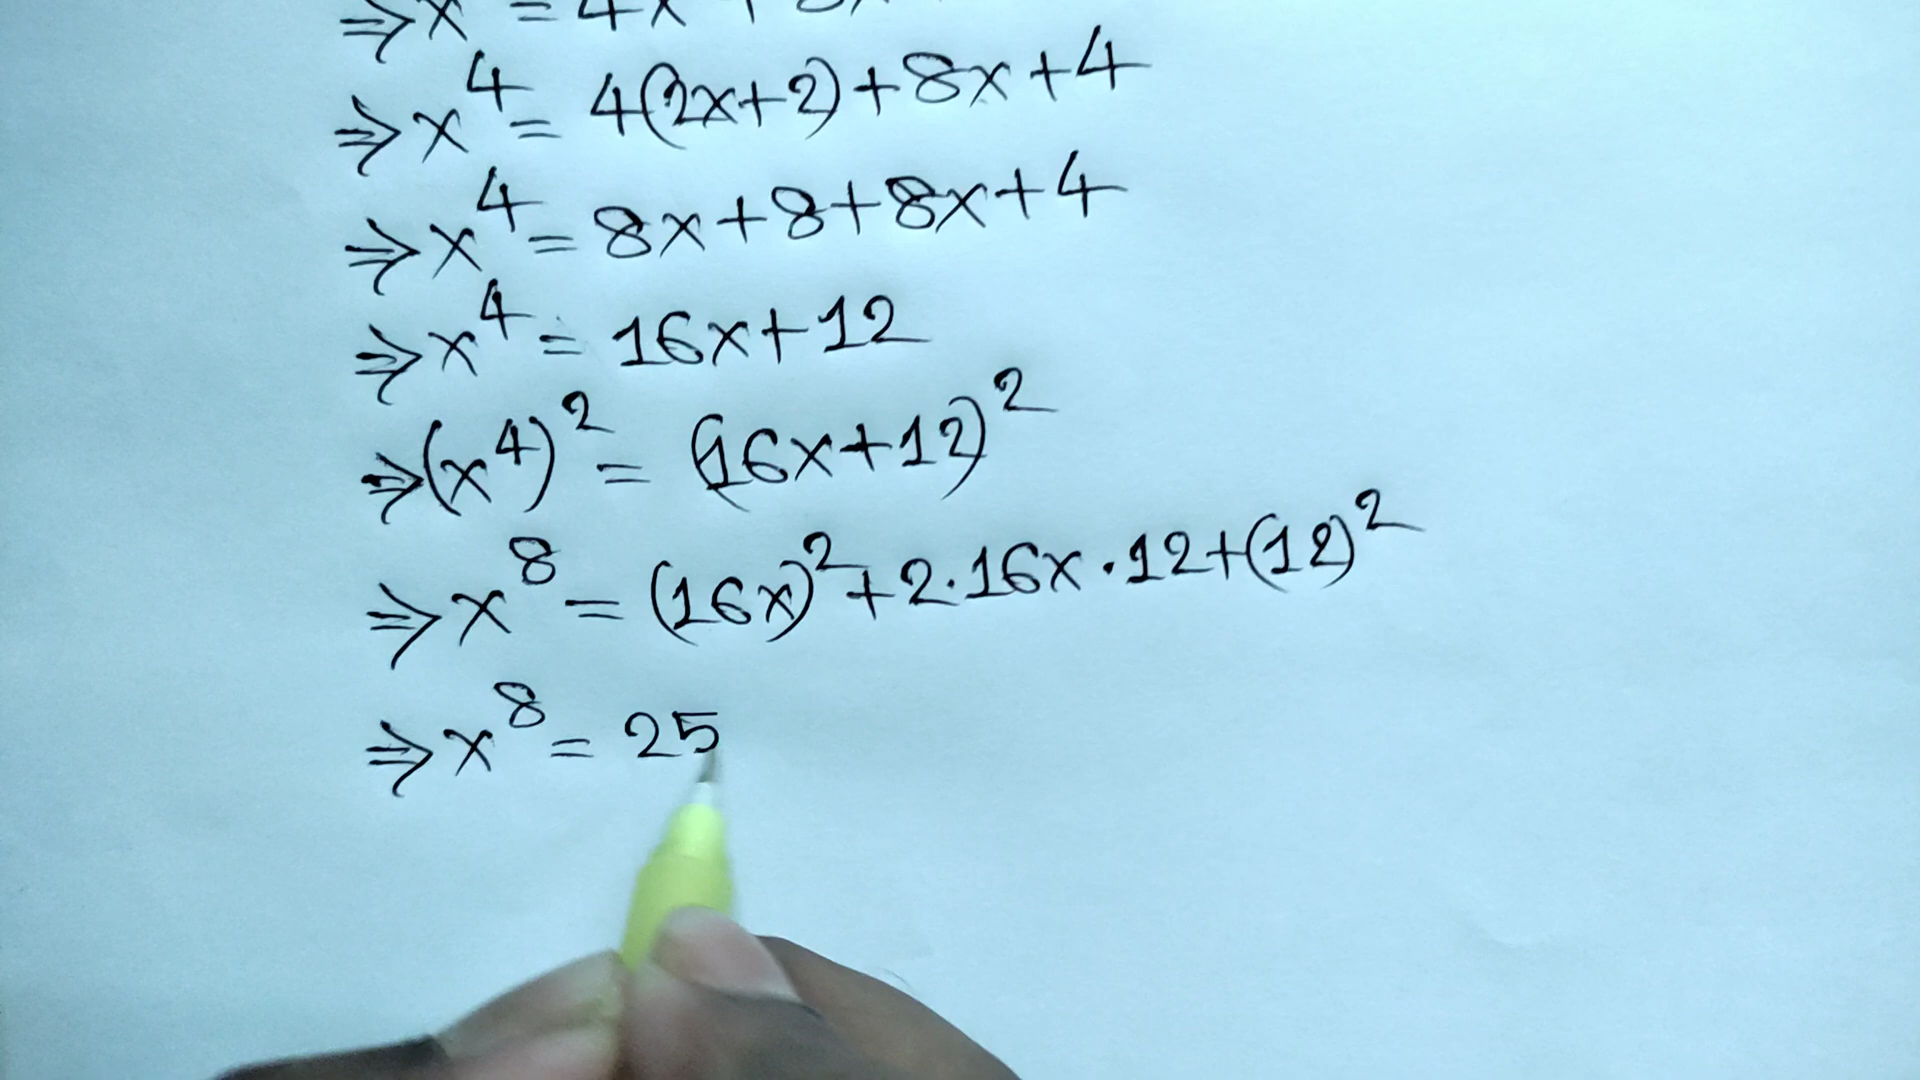 ⇒x = 4x
⇒x⁴ = 4(2x+2)+8x+4
⇒x⁴ = 8x+8+8x+4
⇒x⁴ = 16x+12
⇒(x⁴)² = (16x+12)²
⇒x⁸ = (16x)²+2·16x·12+(12)²
⇒x⁸ = 25